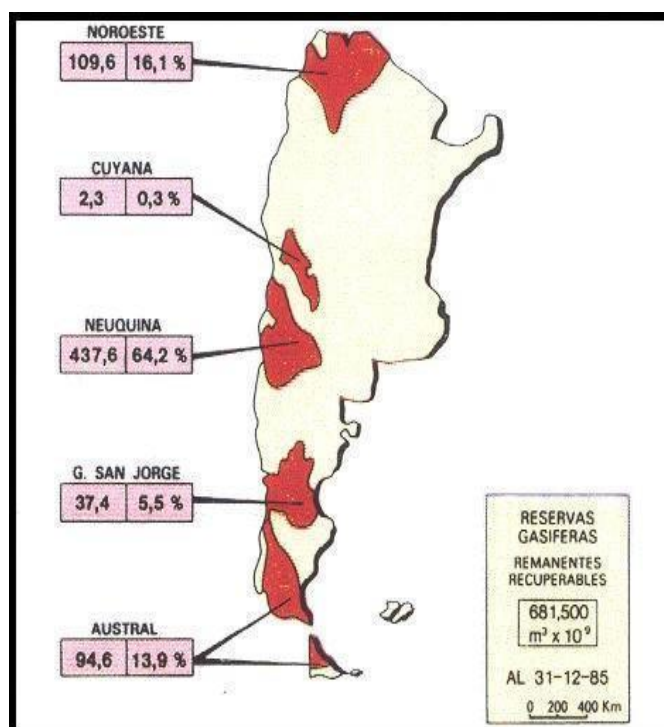 NOROESTE
109,6 16,1 %
CUYANA
2,3 0,3 %
NEUQUINA
437,6 64,2 %
G. SAN JORGE
37,4 5,5 %
AUSTRAL
94,6 13,9 %
RESERVAS
GASIFERAS
REMANENTES
RECUPERABLES
681,500
m³ x 10⁹
AL 31-12-85
0 200 400 Km